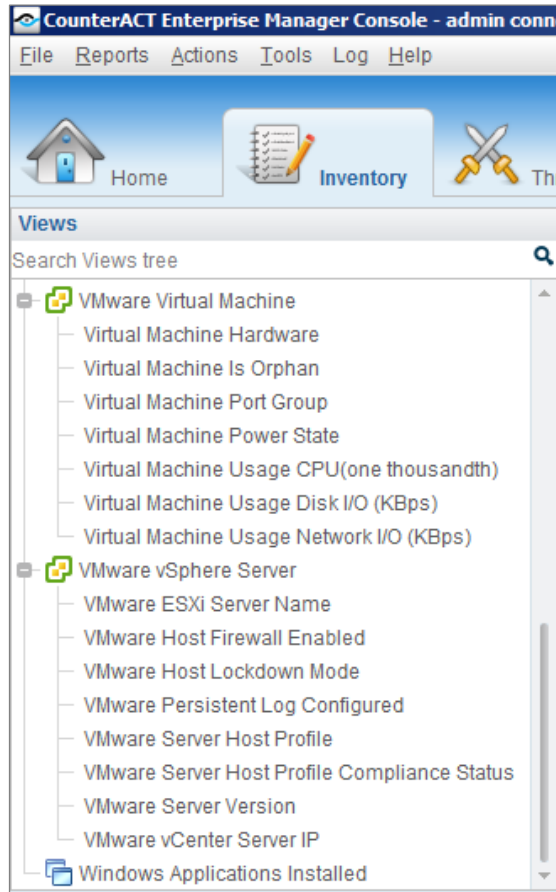 CounterACT Enterprise Manager Console - admin conn
File Reports Actions Tools Log Help
Home Inventory Th
Views
Search Views tree
VMware Virtual Machine
Virtual Machine Hardware
Virtual Machine Is Orphan
Virtual Machine Port Group
Virtual Machine Power State
Virtual Machine Usage CPU(one thousandth)
Virtual Machine Usage Disk I/O (KBps)
Virtual Machine Usage Network I/O (KBps)
VMware vSphere Server
VMware ESXi Server Name
VMware Host Firewall Enabled
VMware Host Lockdown Mode
VMware Persistent Log Configured
VMware Server Host Profile
VMware Server Host Profile Compliance Status
VMware Server Version
VMware vCenter Server IP
Windows Applications Installed